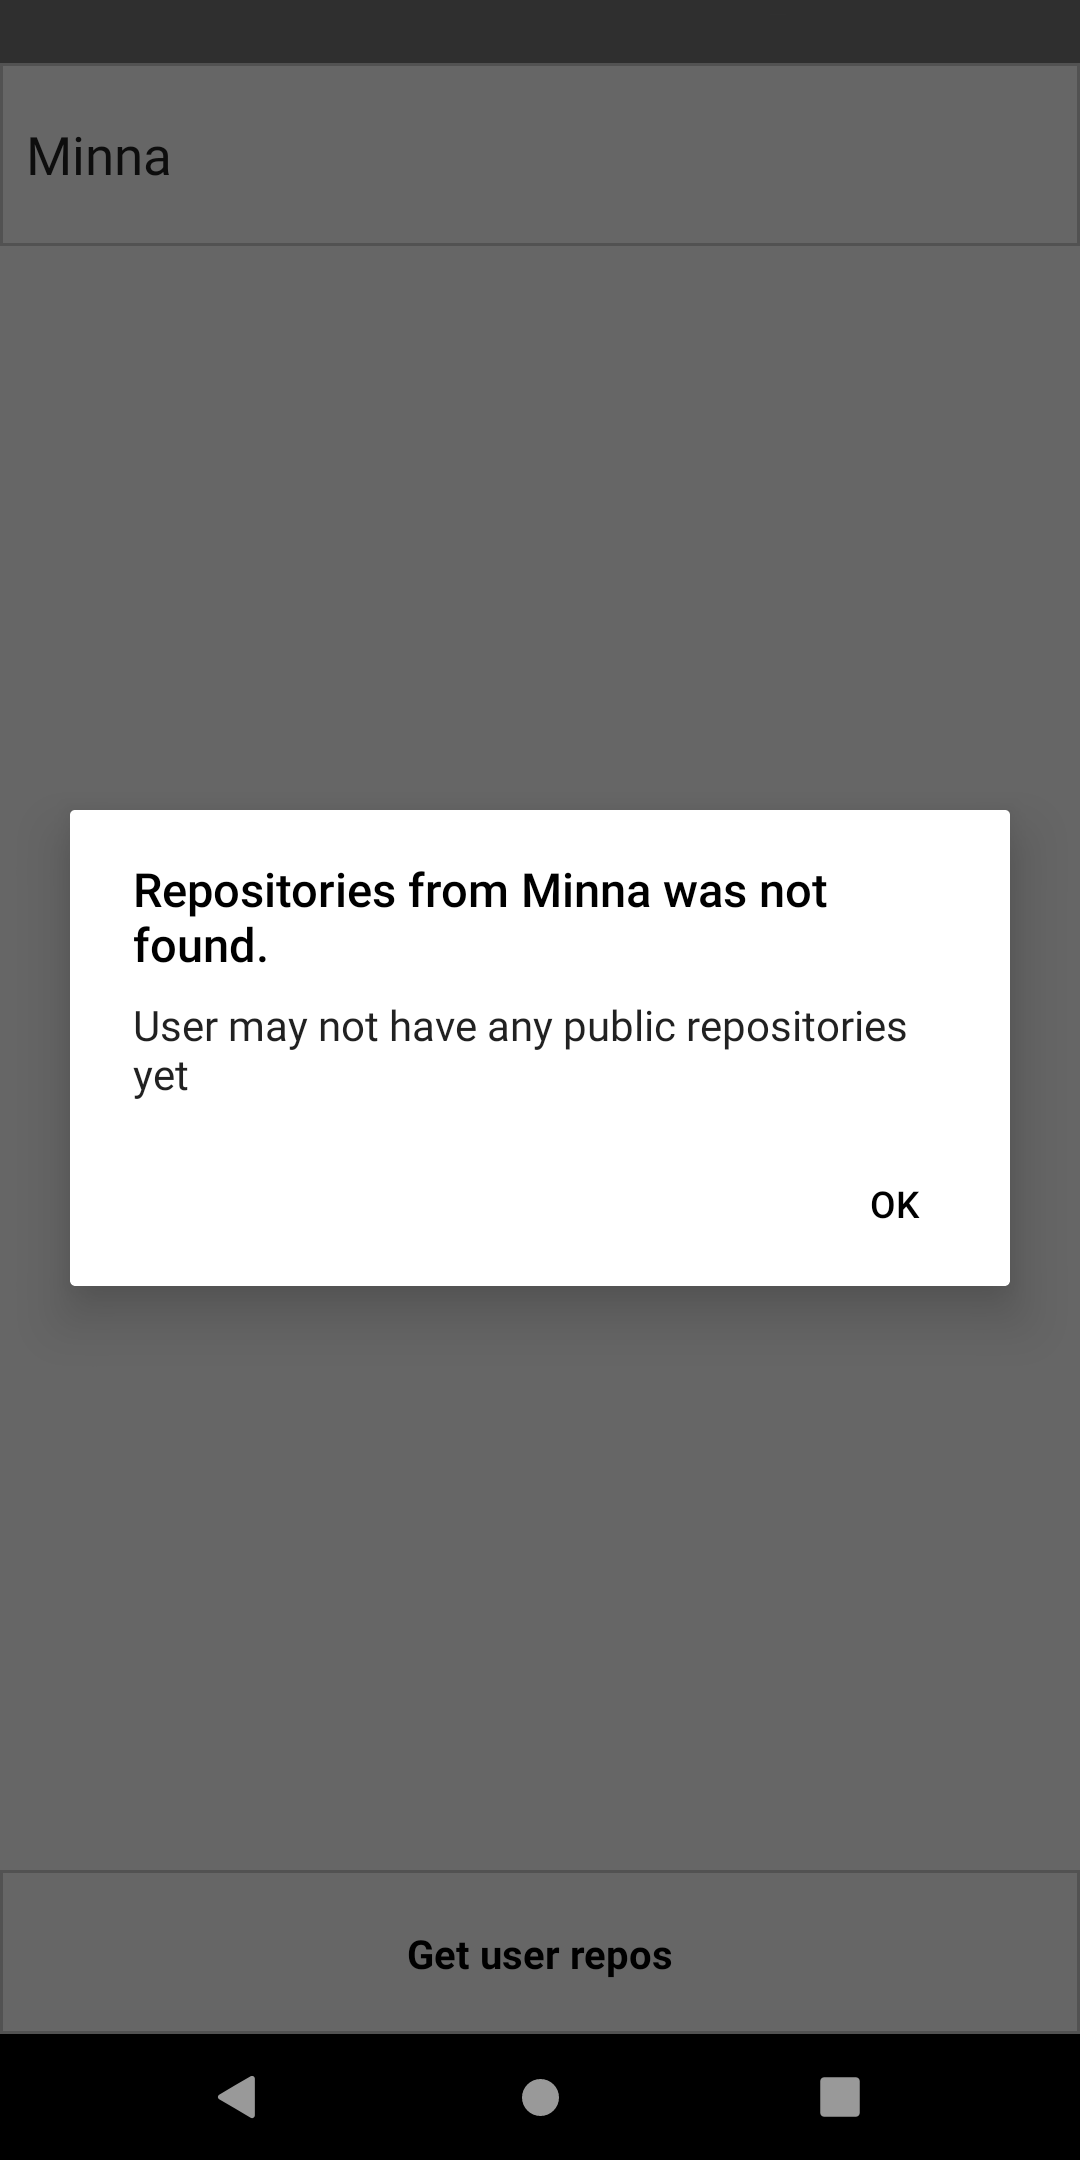 Minna
Repositories from Minna was not
found.
User may not have any public repositories
yet
OK
Get user repos